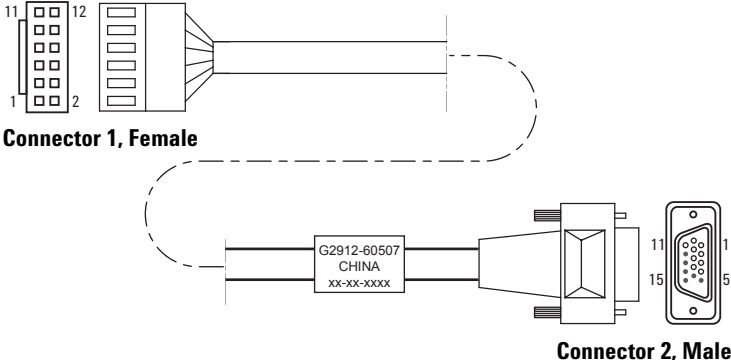 11 12
1 2
Connector 1, Female
G2912-60507
CHINA
xx-xx-xxxx
11 1
15 5
Connector 2, Male